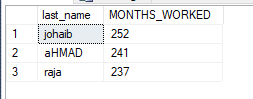 last_name MONTHS_WORKED
1 johaib 252
2 aHMAD 241
3 raja 237